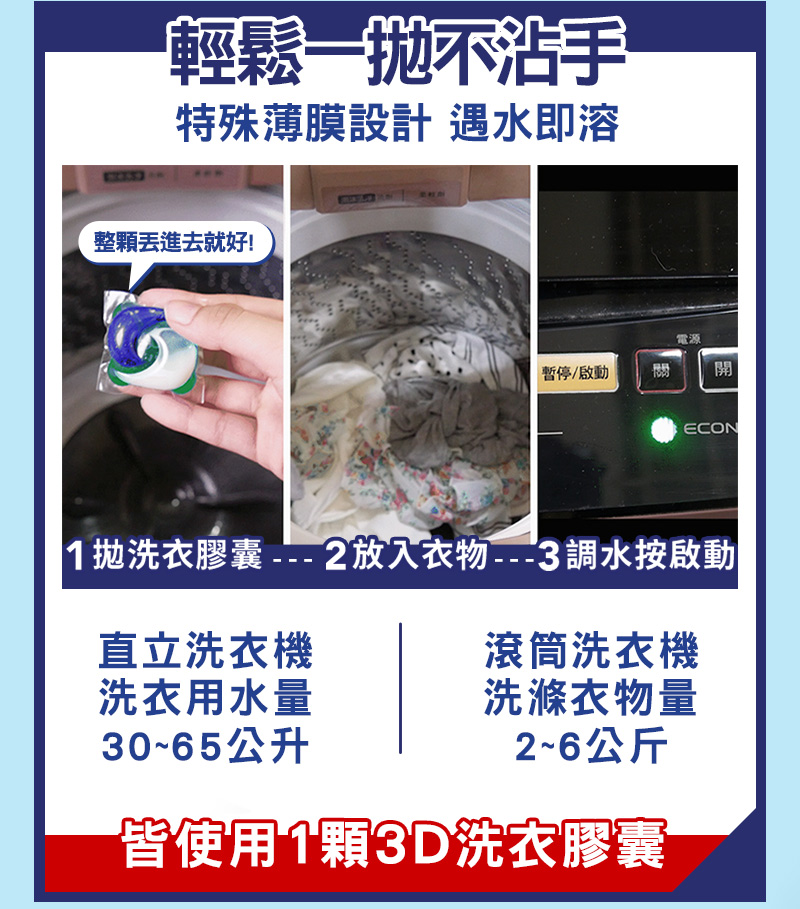 輕鬆一拋不沾手
特殊薄膜設計 遇水即溶
整顆丟進去就好!
電源
暫停/啟動
關
開
ECON
1拋洗衣膠囊---2放入衣物---3調水按啟動
直立洗衣機
洗衣用水量
30~65公升
滾筒洗衣機
洗滌衣物量
2~6公斤
皆使用1顆3D洗衣膠囊